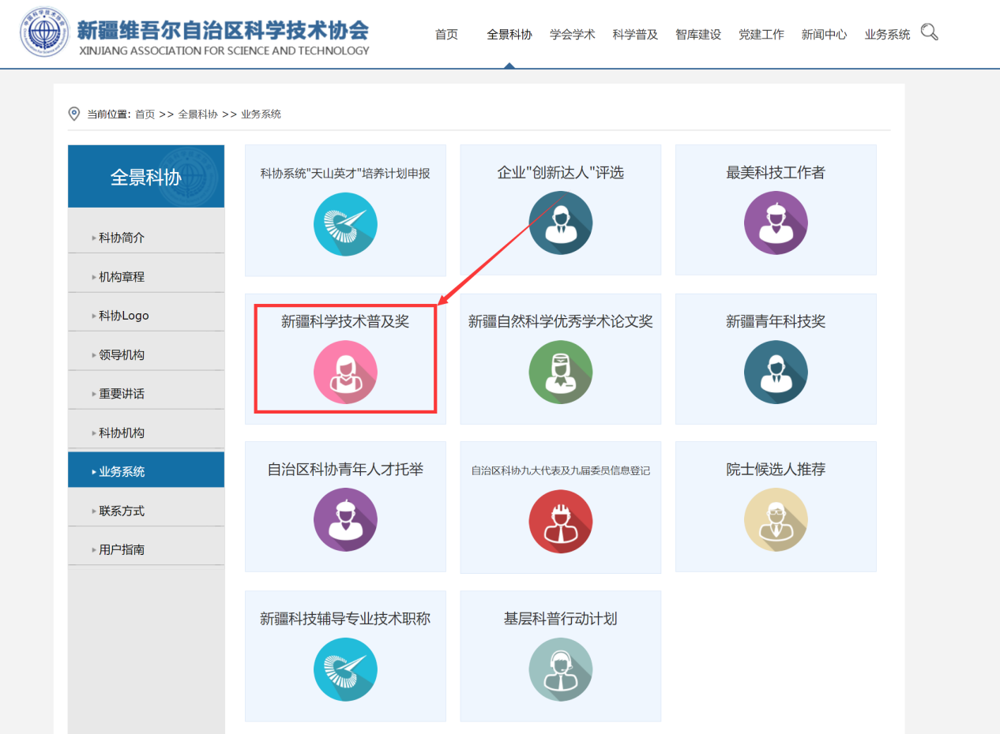 新疆维吾尔自治区科学技术协会
XINJIANG ASSOCIATION FOR SCIENCE AND TECHNOLOGY
首页 全景科协 学会学术 科学普及 智库建设 党建工作 新闻中心 业务系统
当前位置: 首页 >> 全景科协 >> 业务系统
全景科协
科协简介
机构章程
科协Logo
领导机构
重要讲话
科协机构
业务系统
联系方式
用户指南
科协系统"天山英才"培养计划申报
企业"创新达人"评选
最美科技工作者
新疆科学技术普及奖
新疆自然科学优秀学术论文奖
新疆青年科技奖
自治区科协青年人才托举
自治区科协九大代表及九届委员信息登记
院士候选人推荐
新疆科技辅导专业技术职称
基层科普行动计划